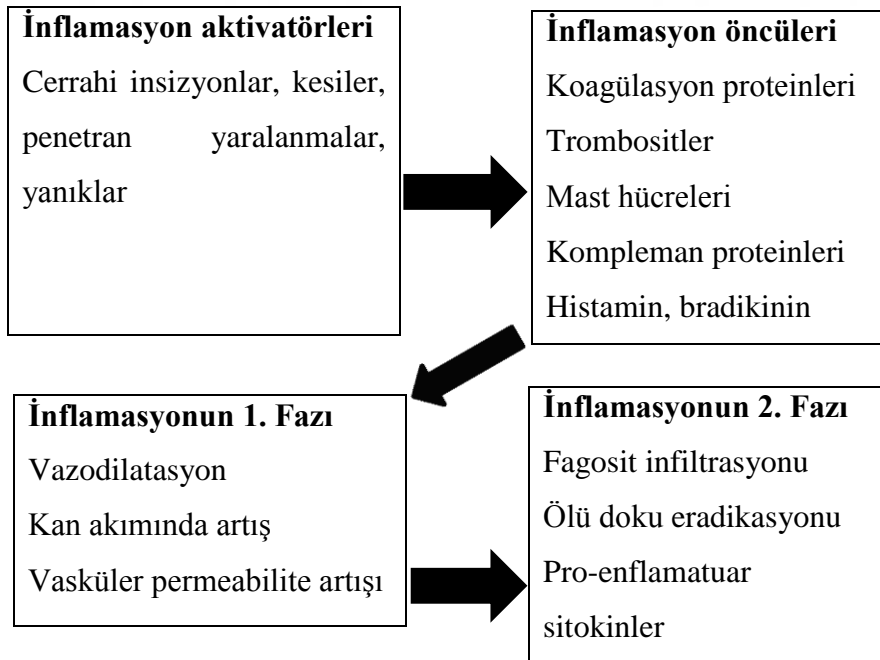 İnflamasyon aktivatörleri
Cerrahi insizyonlar, kesiler,
penetran yaralanmalar,
yanıklar
İnflamasyon öncüleri
Koagülasyon proteinleri
Trombositler
Mast hücreleri
Kompleman proteinleri
Histamin, bradikinin
İnflamasyonun 1. Fazı
Vazodilatasyon
Kan akımında artış
Vasküler permeabilite artışı
İnflamasyonun 2. Fazı
Fagosit infiltrasyonu
Ölü doku eradikasyonu
Pro-enflamatuar
sitokinler